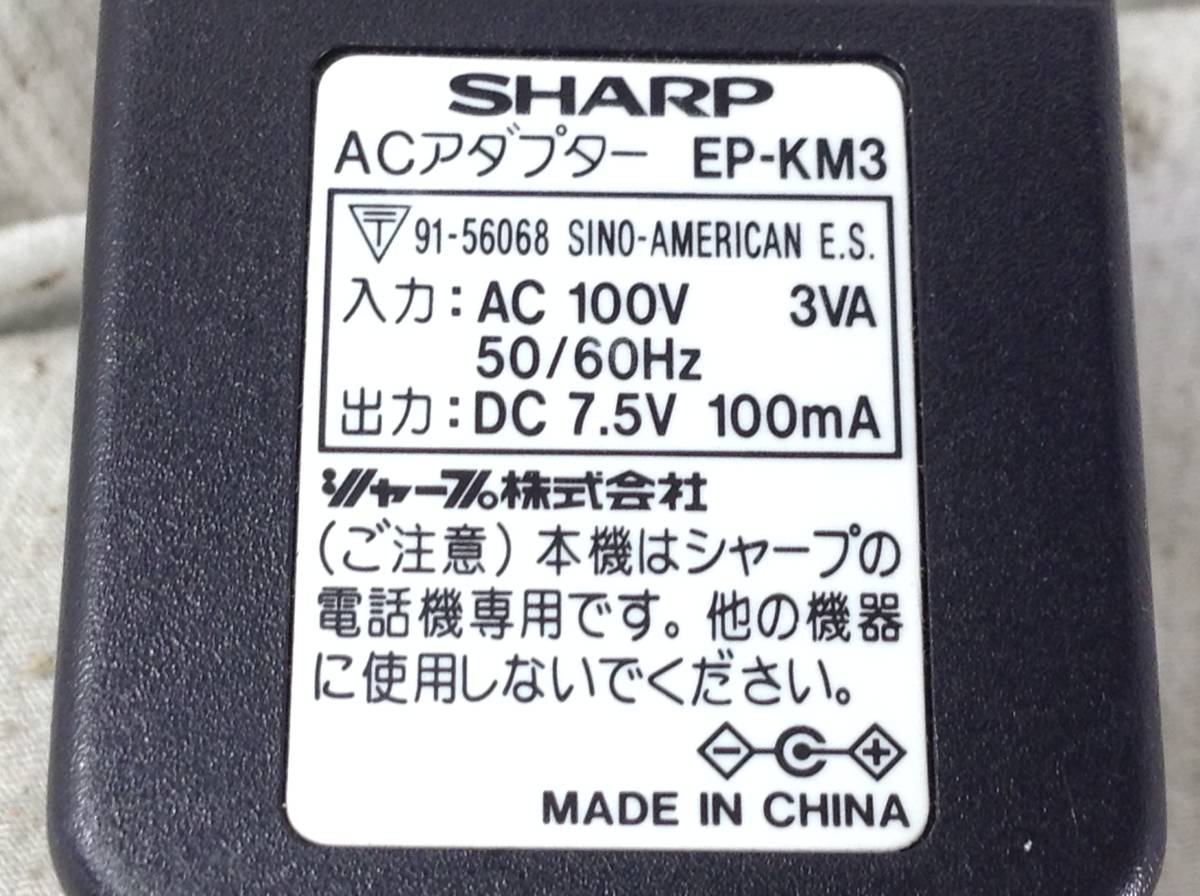 SHARP
ACアダプター EP-KM3
〒 91-56068 SINO-AMERICAN E.S.
入力：AC 100V 3VA
50/60Hz
出力：DC 7.5V 100mA
シャープ株式会社
（ご注意）本機はシャープの
電話機専用です。他の機器
に使用しないでください。
MADE IN CHINA